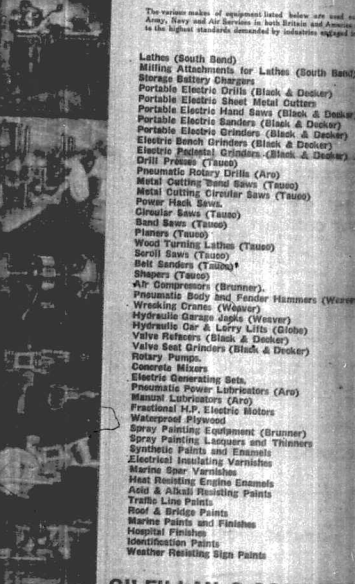 The various makes of equipment listed below are used
Army, Navy and Air Services in both Britain and America
to the highest standards demanded by industries engaged
Lathes (South Bend)
Milling Attachments for Lathes (South Bend)
Storage Battery Chargers
Portable Electric Drills (Black & Decker)
Portable Electric Sheet Metal Cutters
Portable Electric Hand Saws (Black & Decker
Portable Electric Sanders (Black & Decker)
Portable Electric Grinders (Black & Decker)
Electric Bench Grinders (Black & Decker)
Electric Pedestal Grinders (Black & Decker)
Drill Presses (Tauco)
Pneumatic Rotary Drills (Aro)
Metal Cutting Band Saws (Tauco)
Metal Cutting Circular Saws (Tauco)
Power Hack Saws.
Circular Saws (Tauco)
Band Saws (Tauco)
Planers (Tauco)
Wood Turning Lathes (Tauco)
Scroll Saws (Tauco)
Belt Sanders (Tauco)
Shapers (Tauco)
Air Compressors (Brunner).
Pneumatic Body and Fender Hammers (Weaver
Wrecking Cranes (Weaver)
Hydraulic Garage Jacks (Weaver)
Hydraulic Car & Lorry Lifts (Globe)
Valve Refacers (Black & Decker)
Valve Seat Grinders (Black & Decker)
Rotary Pumps.
Concrete Mixers
Electric Generating Sets.
Pneumatic Power Lubricators (Aro)
Manual Lubricators (Aro)
Fractional H.P. Electric Motors
Waterproof Plywood
Spray Painting Equipment (Brunner)
Spray Painting Lacquers and Thinners
Synthetic Paints and Enamels
Electrical Insulating Varnishes
Marine Spar Varnishes
Heat Resisting Engine Enamels
Acid & Alkali Resisting Paints
Traffic Line Paints
Roof & Bridge Paints
Marine Paints and Finishes
Hospital Finishes
Identification Paints
Weather Resisting Sign Paints